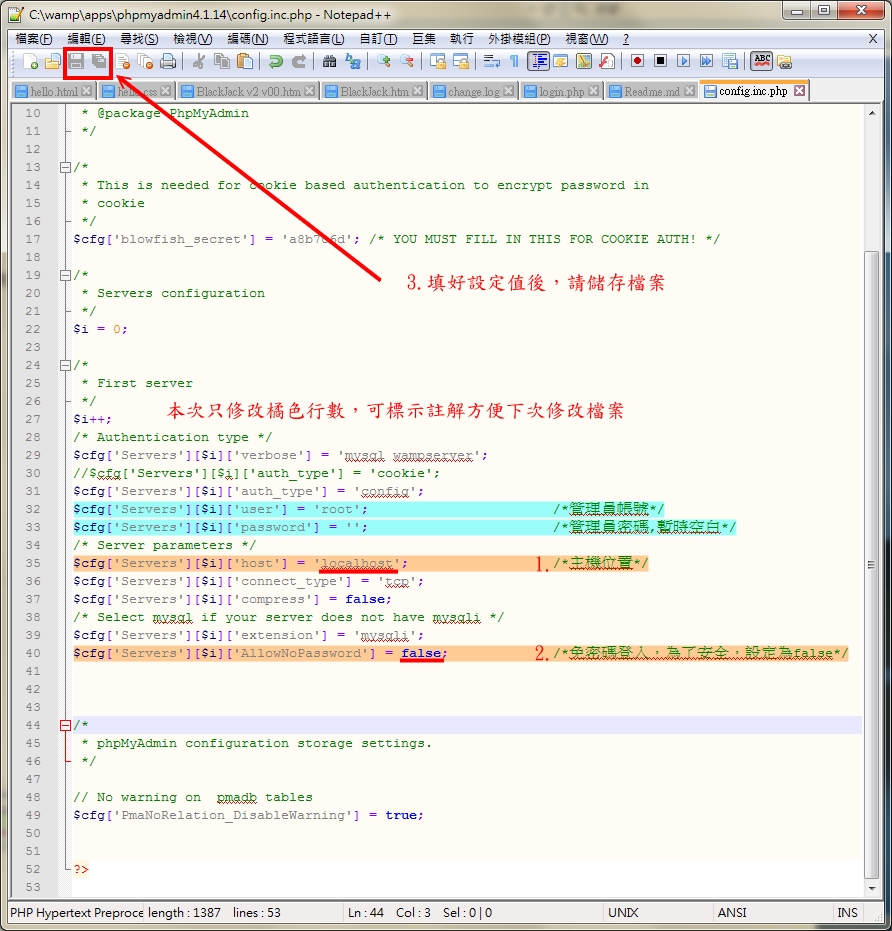 C:\wamp\apps\phpmyadmin4.1.14\config.inc.php - Notepad++
檔案(F) 編輯(E) 尋找(S) 檢視(V) 編碼(N) 程式語言(L) 自訂(T) 巨集 執行 外掛模組(P) 視窗(W) ? X
hello.html hello.css BlackJack v2 v00.htm BlackJack.htm change.log login.php Readme.md config.inc.php
10 * @package PhpMyAdmin
11 */
12
13 /*
14 * This is needed for cookie based authentication to encrypt password in
15 * cookie
16 */
17 $cfg['blowfish_secret'] = 'a8b7c6d'; /* YOU MUST FILL IN THIS FOR COOKIE AUTH! */
18
19 /*
3.填好設定值後，請儲存檔案
20 * Servers configuration
21 */
22 $i = 0;
23
24 /*
25 * First server
26 */
本次只修改橘色行數，可標示註解方便下次修改檔案
27 $i++;
28 /* Authentication type */
29 $cfg['Servers'][$i]['verbose'] = 'mysql wampserver';
30 //$cfg['Servers'][$i]['auth_type'] = 'cookie';
31 $cfg['Servers'][$i]['auth_type'] = 'config';
32 $cfg['Servers'][$i]['user'] = 'root'; /*管理員帳號*/
33 $cfg['Servers'][$i]['password'] = ''; /*管理員密碼,暫時空白*/
34 /* Server parameters */
35 $cfg['Servers'][$i]['host'] = 'localhost'; 1. /*主機位置*/
36 $cfg['Servers'][$i]['connect_type'] = 'tcp';
37 $cfg['Servers'][$i]['compress'] = false;
38 /* Select mysql if your server does not have mysqli */
39 $cfg['Servers'][$i]['extension'] = 'mysqli';
40 $cfg['Servers'][$i]['AllowNoPassword'] = false; 2. /*免密碼登入，為了安全，設定為false*/
41
42
43
44 /*
45 * phpMyAdmin configuration storage settings.
46 */
47
48 // No warning on pmadb tables
49 $cfg['PmaNoRelation_DisableWarning'] = true;
50
51
52 ?>
53
PHP Hypertext Preproce length : 1387 lines : 53 Ln : 44 Col : 3 Sel : 0 | 0 UNIX ANSI INS